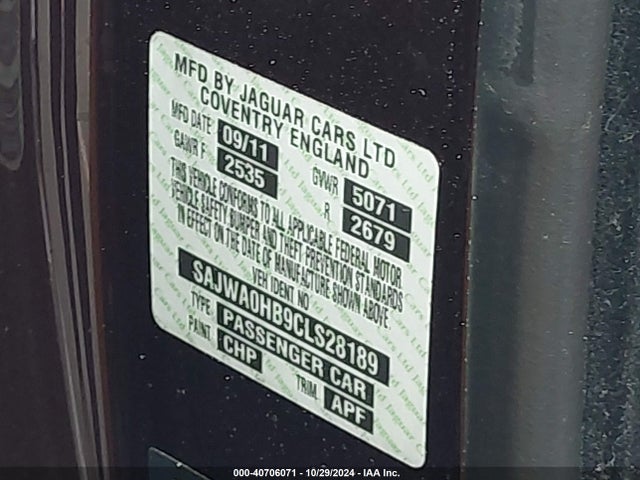 MFD BY JAGUAR CARS LTD
COVENTRY ENGLAND
MFD DATE 09/11 GVWR 5071
GAWR F 2535 R 2679
THIS VEHICLE CONFORMS TO ALL APPLICABLE FEDERAL MOTOR
VEHICLE SAFETY, BUMPER AND THEFT PREVENTION STANDARDS
IN EFFECT ON THE DATE OF MANUFACTURE SHOWN ABOVE
VEH IDENT NO
SAJWA0HB9CLS28189
TYPE PASSENGER CAR
PAINT CHP TRIM APF
000-40706071 - 10/29/2024 - IAA Inc.